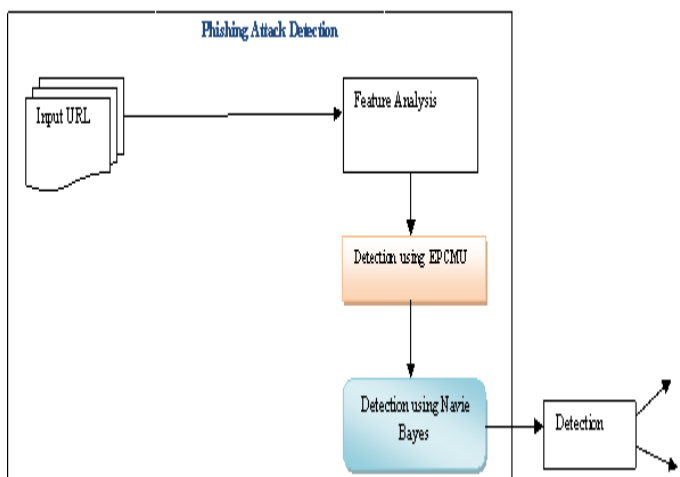 Phishing Attack Detection
Input URL
Feature Analysis
Detection using EPCMU
Detection using Navie
Bayes
Detection